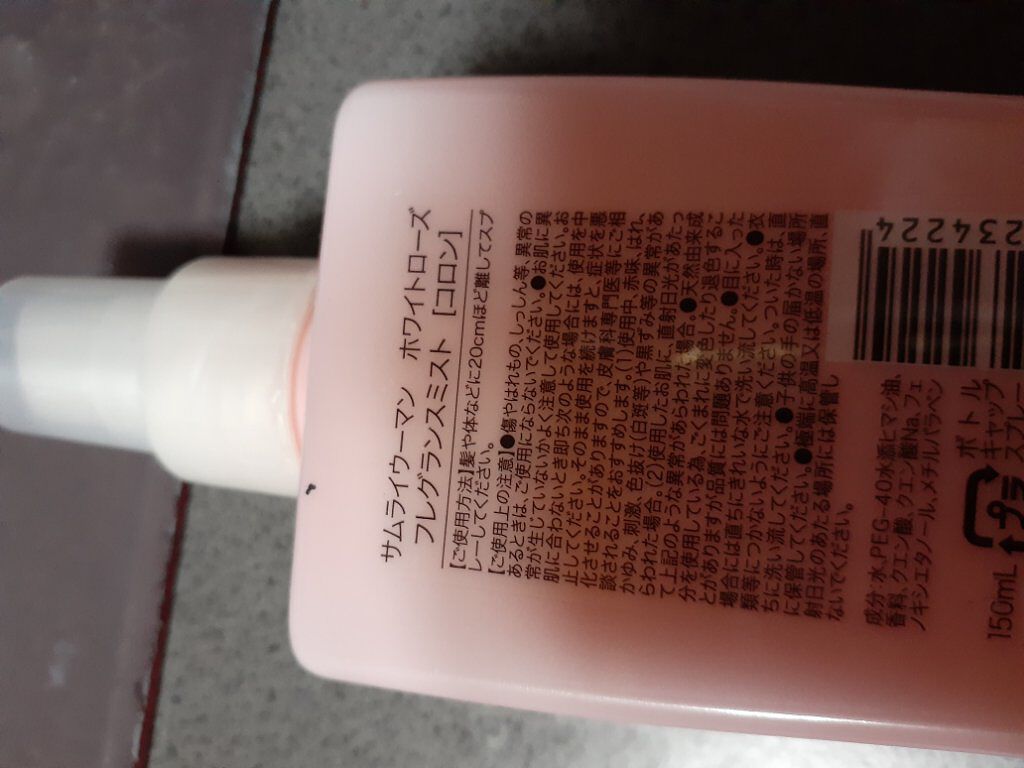 サムライウーマン ホワイトローズ
フレグランスミスト [コロン]
【ご使用方法】髪や体などに20cmほど離してスプ
レーしてください。
【ご使用上の注意】●傷やはれもの、しっしん等、異常の
あるときは、ご使用にならないでください。●お肌に異
常が生じていないかよく注意して使用してください。お
肌に合わないとき即ち次のような場合には、使用を中
止してください。そのまま使用を続けますと、症状を悪
化させることがありますので、皮膚科専門医等にご相
談されることをおすすめします。(1)使用中、赤味、はれ、
かゆみ、刺激、色抜け(白斑等)や黒ずみ等の異常があ
らわれた場合。(2)使用したお肌に、直射日光があたっ
て上記のような異常があらわれた場合。●天然由来成
分を使用している為、ごくまれに変色したり退色するこ
とがありますが品質には問題ありません。●目に入った
場合には直ちにきれいな水で洗い流してください。●衣
類等につかないようにご注意ください。ついた時は、直
ちに洗い流してください。●子供の手の届かない場所
に保管してください。●極端に高温又は低温の場所、直
射日光のあたる場所には保管し
ないでください。
成分:水、PEG-40水添ヒマシ油、
香料、クエン酸、クエン酸Na、フェ
ノキシエタノール、メチルパラベン
150mL
プラ
ボトル
キャップ
スプレー
234224